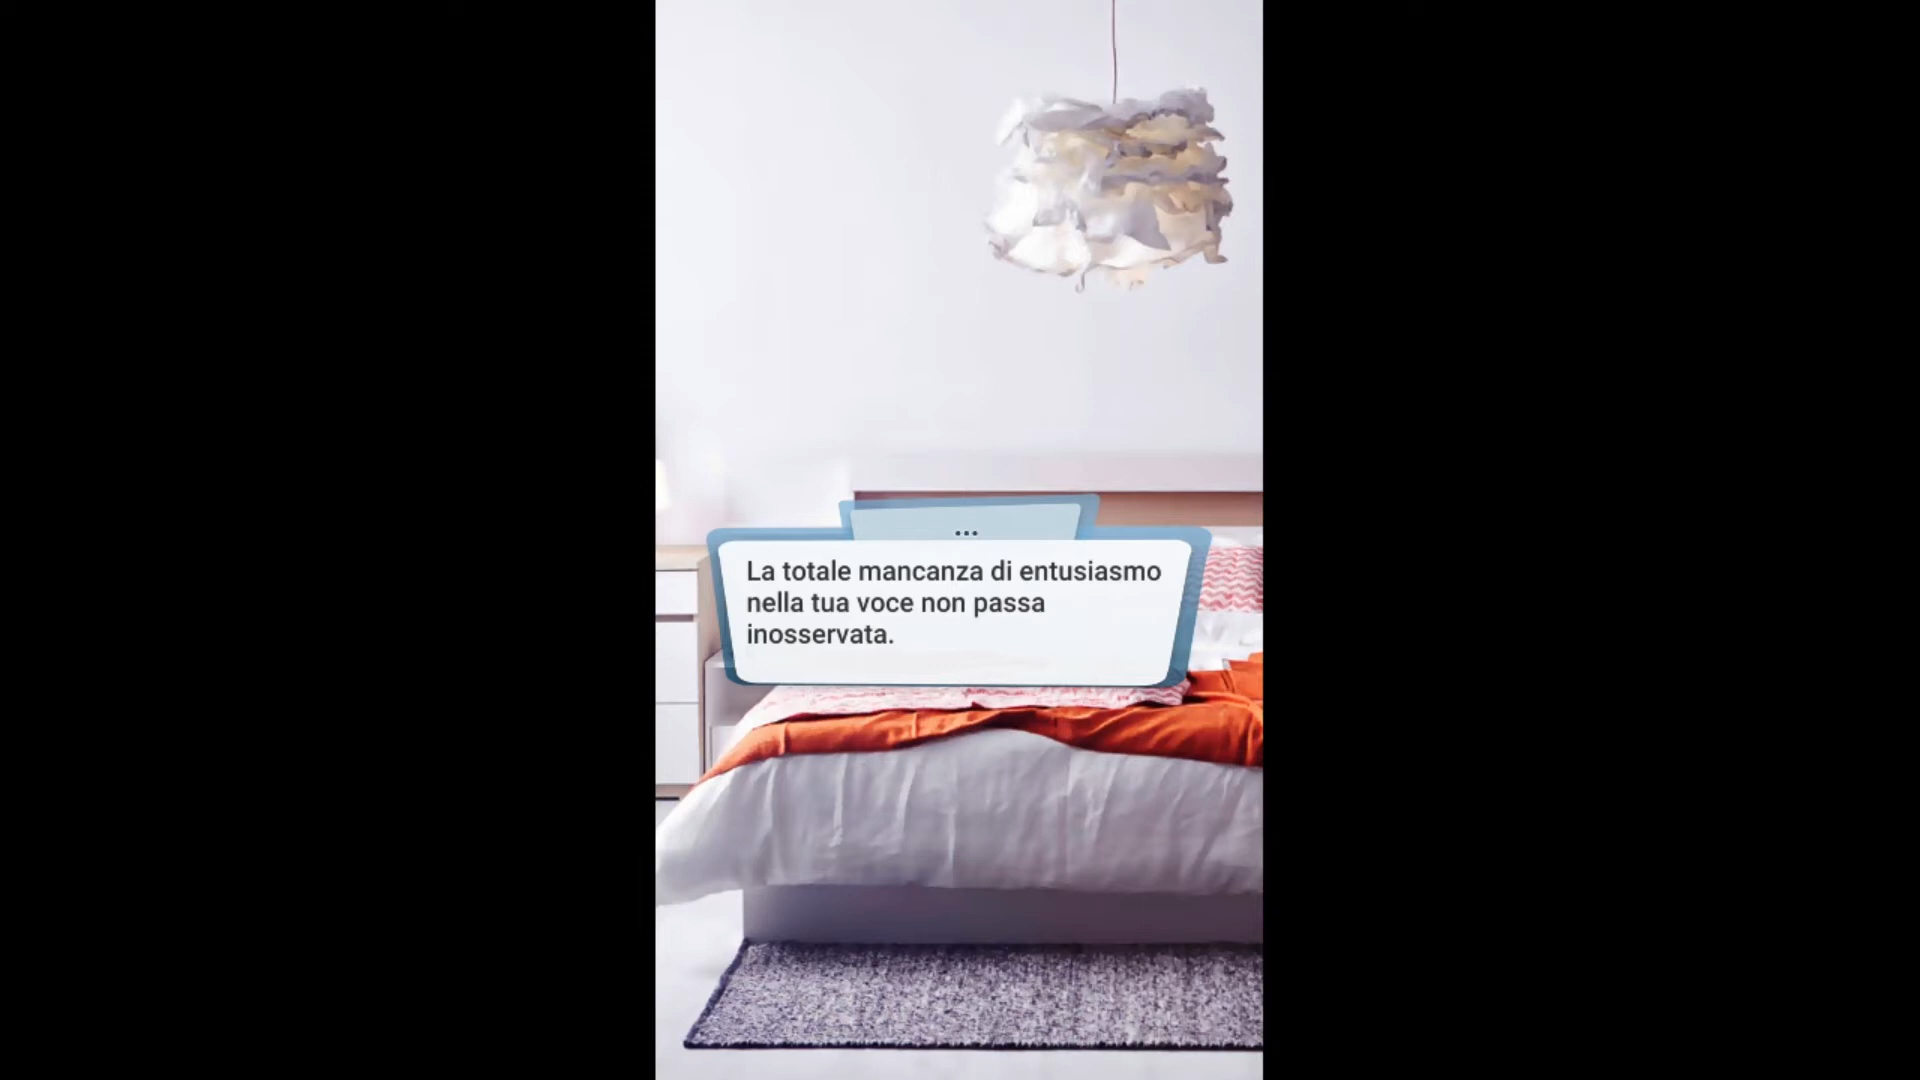 ...
La totale mancanza di entusiasmo
nella tua voce non passa
inosservata.